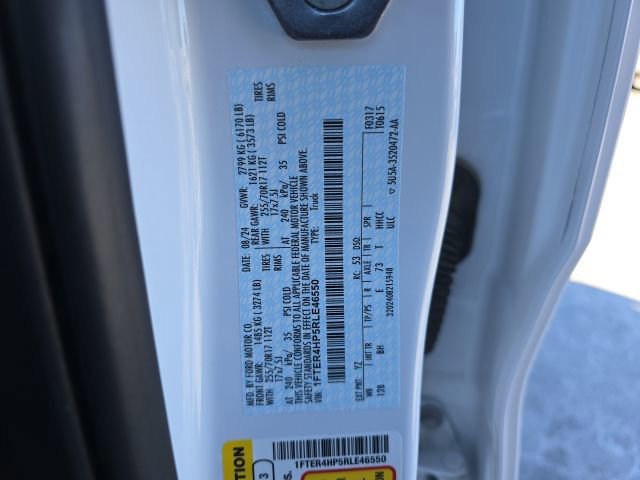 MFD. BY FORD MOTOR CO.
08/24
GVWR: 2799 KG ( 6170 LB)
FRONT GAWR: 1485 KG ( 3274 LB)
REAR GAWR: 1621 KG ( 3573 LB)
WITH 255/70R17 112T TIRES
WITH 255/70R17 112T TIRES
17x7.5J RIMS
17x7.5J RIMS
AT 240 kPa/ 35 PSI COLD
AT 240 kPa/ 35 PSI COLD
THIS VEHICLE CONFORMS TO ALL APPLICABLE FEDERAL MOTOR VEHICLE
SAFETY STANDARDS IN EFFECT ON THE DATE OF MANUFACTURE SHOWN ABOVE.
VIN: 1FTER4HP5RLE46550
TYPE: Truck
F0317
T0615
EXT PNT: YZ RC: 53 DSO:
WB INT TR TP/PS R AXLE TR SPR
128 BH E 73 T HHCC
ULC
3202408215948
5U5A-3520472-AA
1FTER4HP5RLE46550